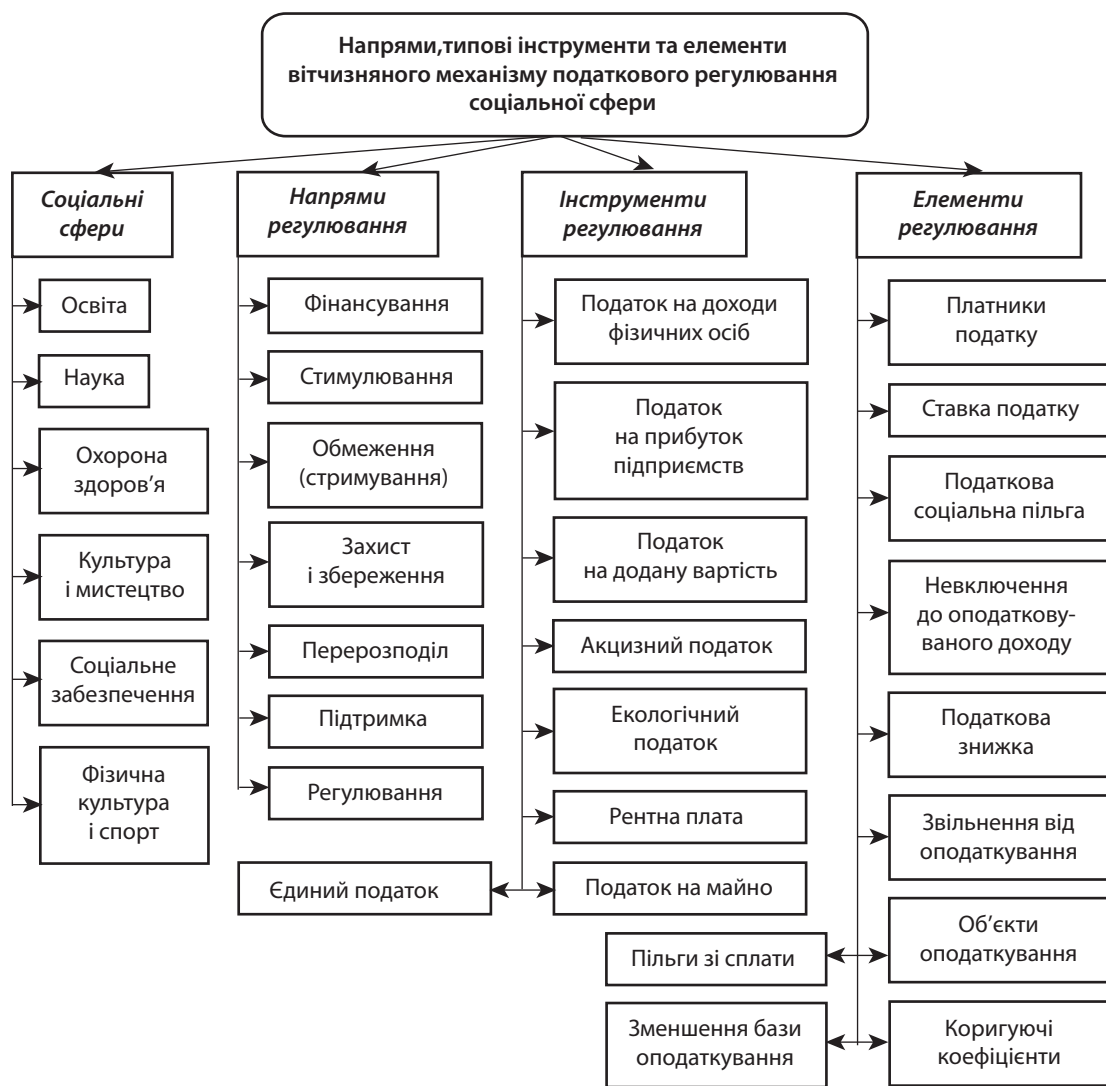 Напрями,типові інструменти та елементи
вітчизняного механізму податкового регулювання
соціальної сфери
Соціальні
сфери
Освіта
Наука
Охорона
здоров’я
Культура
і мистецтво
Соціальне
забезпечення
Фізична
культура
і спорт
Напрями
регулювання
Фінансування
Стимулювання
Обмеження
(стримування)
Захист
і збереження
Перерозподіл
Підтримка
Регулювання
Інструменти
регулювання
Податок на доходи
фізичних осіб
Податок
на прибуток
підприємств
Податок
на додану вартість
Акцизний податок
Екологічний
податок
Рентна плата
Єдиний податок
Податок на майно
Елементи
регулювання
Платники
податку
Ставка податку
Податкова
соціальна пільга
Невключення
до оподаткову-
ваного доходу
Податкова
знижка
Звільнення від
оподаткування
Пільги зі сплати
Об’єкти
оподаткування
Зменшення бази
оподаткування
Коригуючі
коефіцієнти